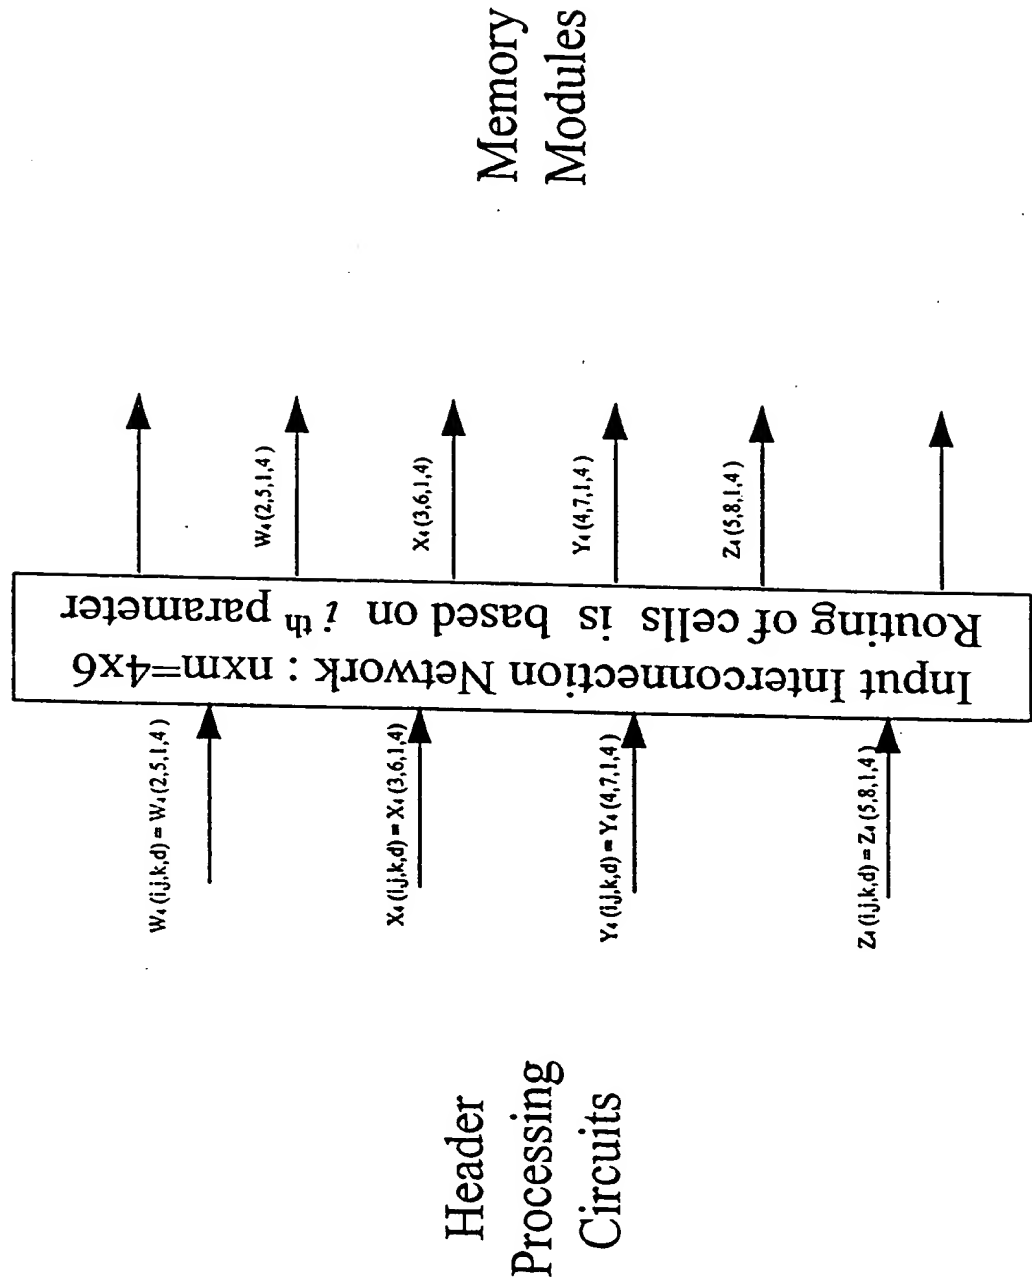 Header
Processing
Circuits
W₄ (i,j,k,d) = W₄ (2,5,1,4)
X₄ (i,j,k,d) = X₄ (3,6,1,4)
Y₄ (i,j,k,d) = Y₄ (4,7,1,4)
Z₄ (i,j,k,d) = Z₄ (5,8,1,4)
Input Interconnection Network : nxm=4x6
Routing of cells is based on i th parameter
W₄ (2,5,1,4)
X₄ (3,6,1,4)
Y₄ (4,7,1,4)
Z₄ (5,8,1,4)
Memory
Modules